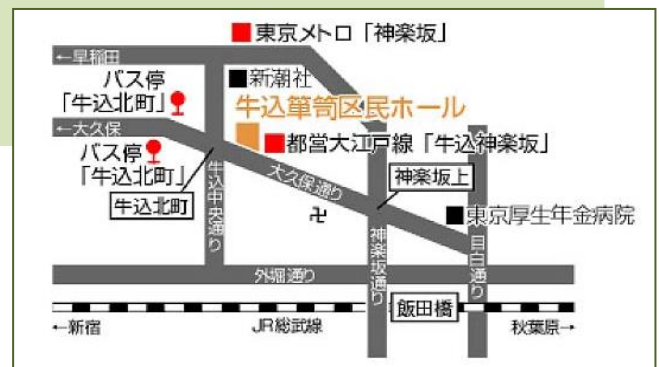 ■東京メトロ「神楽坂」
←早稲田
バス停
「牛込北町」
■新潮社
牛込箪笥区民ホール
←大久保
■都営大江戸線「牛込神楽坂」
バス停
「牛込北町」
大久保通り
神楽坂上
牛込北町
牛込中央通り
卍
■東京厚生年金病院
神楽坂通り
目白通り
外堀通り
飯田橋
←新宿
JR総武線
秋葉原→